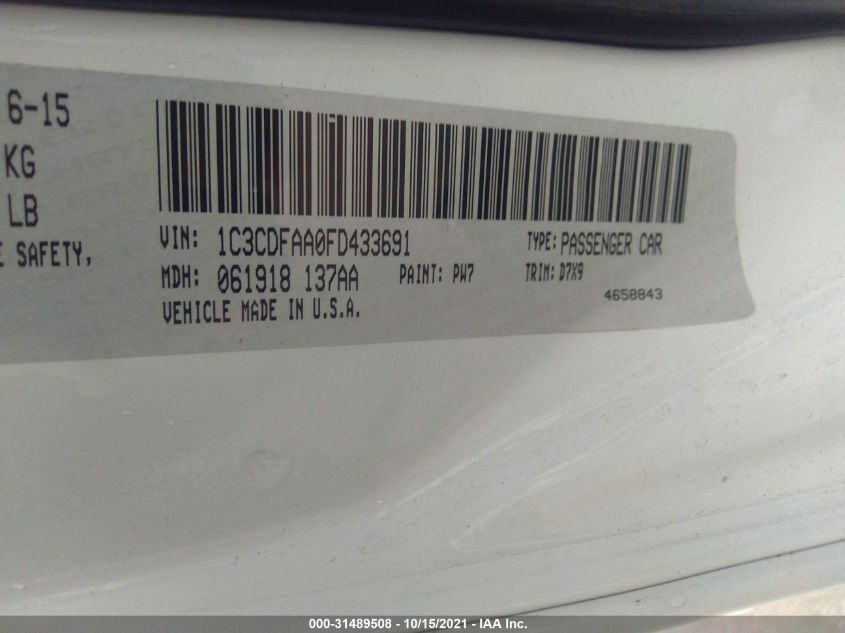 6-15
KG
LB
E SAFETY,
VIN: 1C3CDFAA0FD433691 TYPE: PASSENGER CAR
MDH: 061918 137AA PAINT: PW7 TRIM: D7X9
VEHICLE MADE IN U.S.A. 4658843
000-31489508 - 10/15/2021 - IAA Inc.